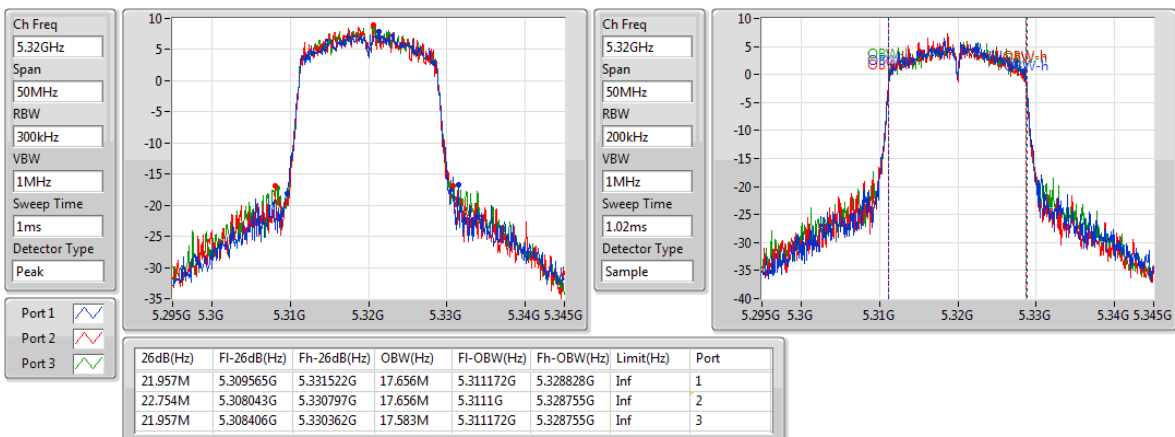 Ch Freq
5.32GHz
Span
50MHz
RBW
300kHz
VBW
1MHz
Sweep Time
1ms
Detector Type
Peak
10
5
0
-5
-10
-15
-20
-25
-30
-35
5.295G 5.3G 5.31G 5.32G 5.33G 5.34G 5.345G
Port 1
Port 2
Port 3
Ch Freq
5.32GHz
Span
50MHz
RBW
200kHz
VBW
1MHz
Sweep Time
1.02ms
Detector Type
Sample
10
5
0
-5
-10
-15
-20
-25
-30
-35
-40
5.295G 5.3G 5.31G 5.32G 5.33G 5.34G 5.345G
OBW-h
26dB(Hz) Fl-26dB(Hz) Fh-26dB(Hz) OBW(Hz) Fl-OBW(Hz) Fh-OBW(Hz) Limit(Hz) Port
21.957M 5.309565G 5.331522G 17.656M 5.311172G 5.328828G Inf 1
22.754M 5.308043G 5.330797G 17.656M 5.3111G 5.328755G Inf 2
21.957M 5.308406G 5.330362G 17.583M 5.311172G 5.328755G Inf 3